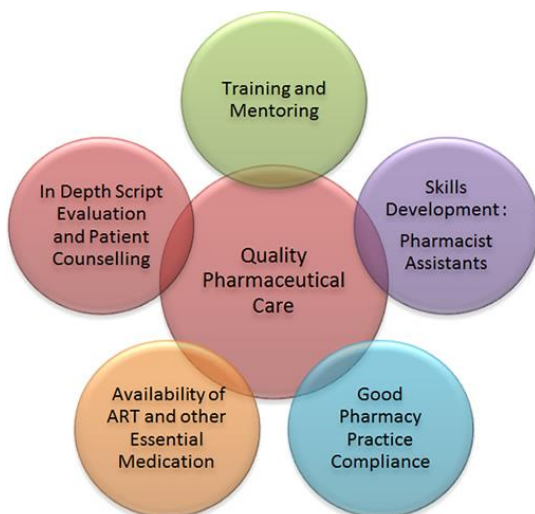 Training and
Mentoring
In Depth Script
Evaluation
and Patient
Counselling
Skills
Development :
Pharmacist
Assistants
Quality
Pharmaceutical
Care
Availability of
ART and other
Essential
Medication
Good
Pharmacy
Practice
Compliance